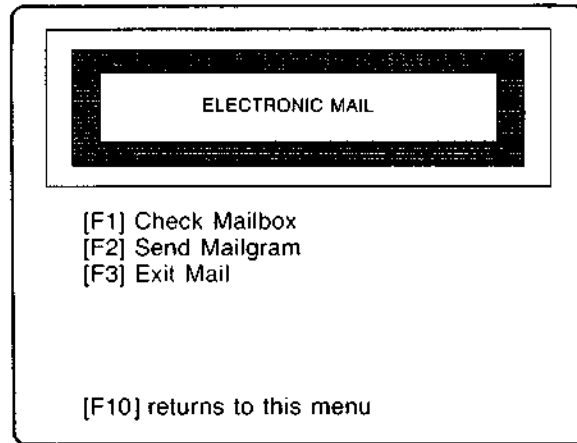 ELECTRONIC MAIL
[F1] Check Mailbox
[F2] Send Mailgram
[F3] Exit Mail
[F10] returns to this menu